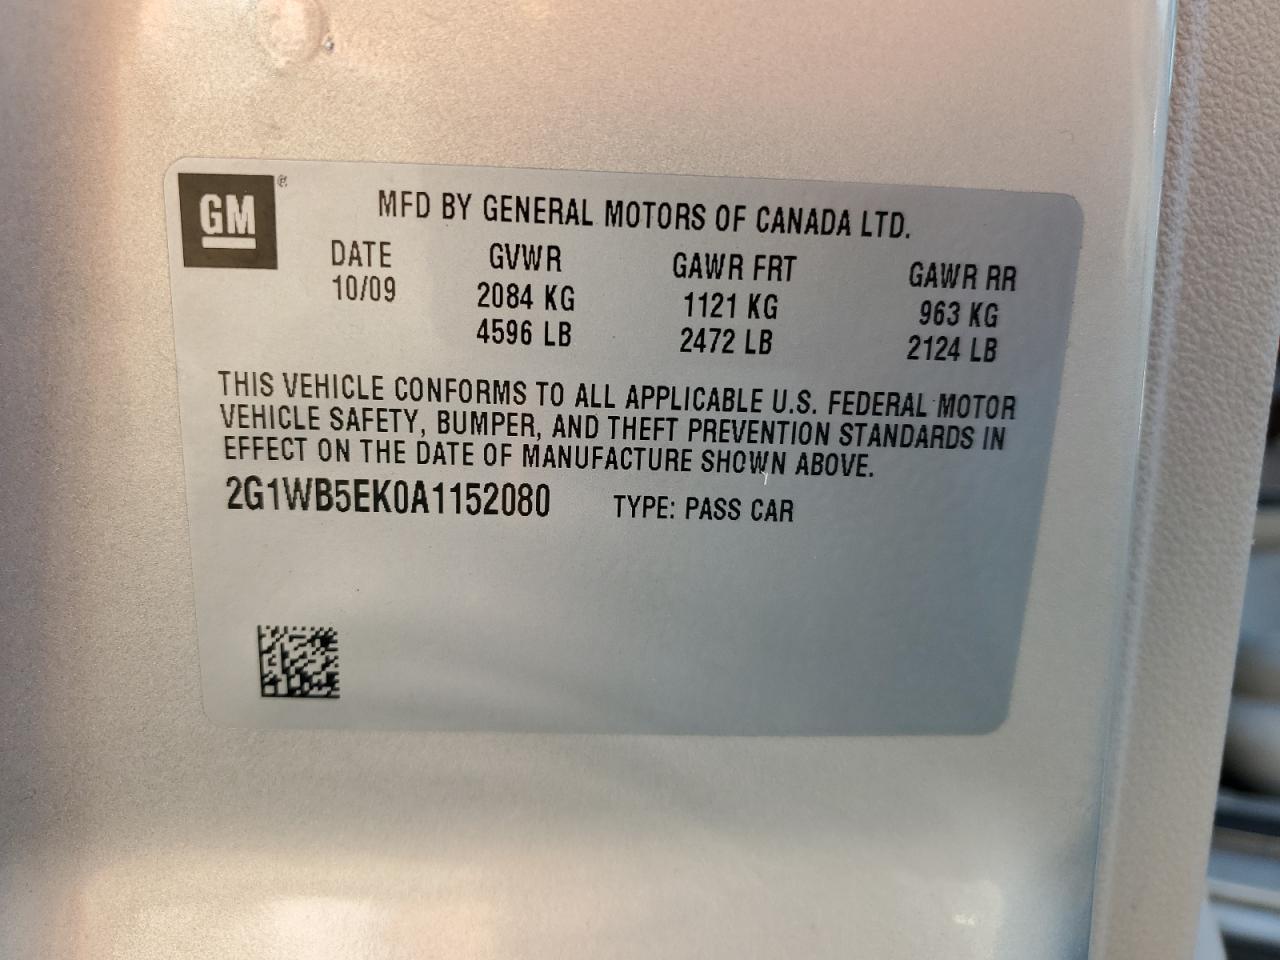 GM ®
MFD BY GENERAL MOTORS OF CANADA LTD.
DATE GVWR GAWR FRT GAWR RR
10/09 2084 KG 1121 KG 963 KG
4596 LB 2472 LB 2124 LB
THIS VEHICLE CONFORMS TO ALL APPLICABLE U.S. FEDERAL MOTOR
VEHICLE SAFETY, BUMPER, AND THEFT PREVENTION STANDARDS IN
EFFECT ON THE DATE OF MANUFACTURE SHOWN ABOVE.
2G1WB5EK0A1152080 TYPE: PASS CAR